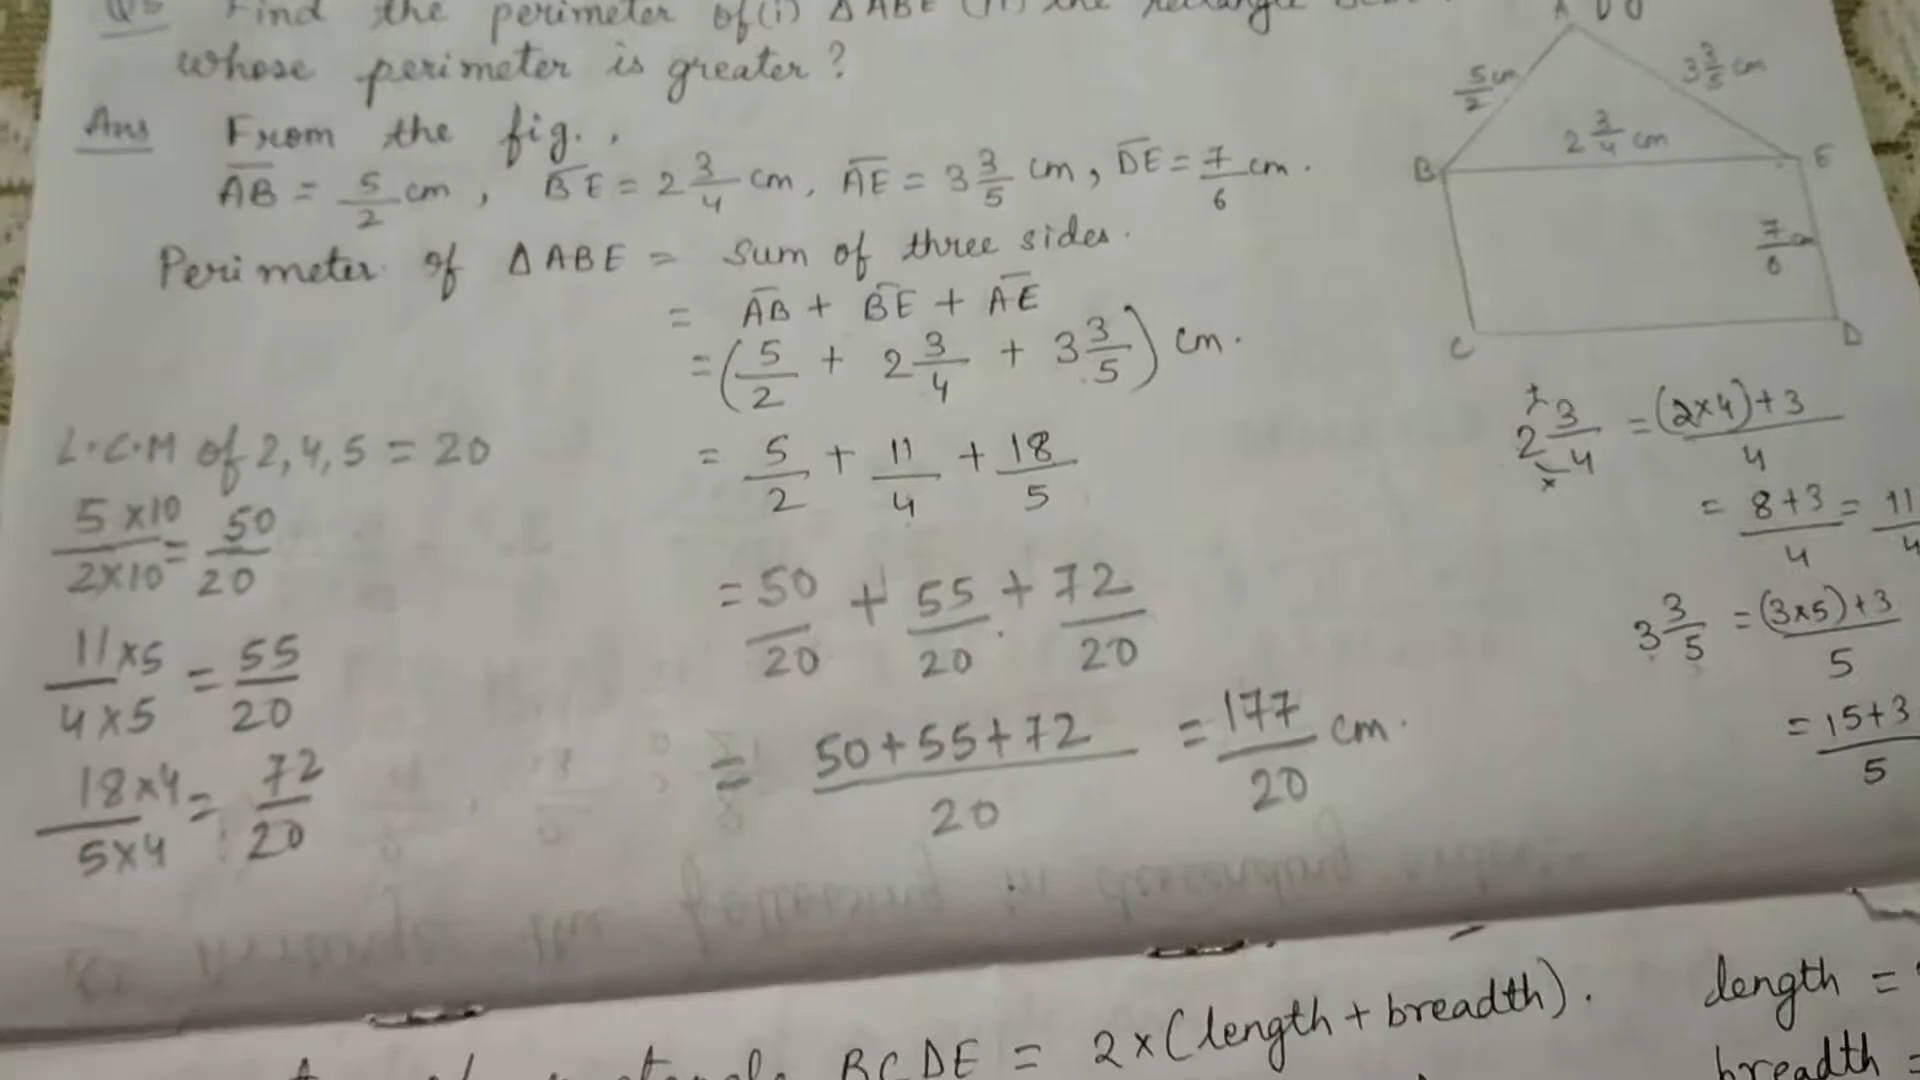 Q5 Find the perimeter of (i) ΔABE (ii) the rectangle
whose perimeter is greater?
Ans From the fig.,
AB = 5/2 cm, BE = 2 3/4 cm, AE = 3 3/5 cm, DE = 7/6 cm.
Perimeter of ΔABE = Sum of three sides.
= AB + BE + AE
= (5/2 + 2 3/4 + 3 3/5) cm.
= 5/2 + 11/4 + 18/5
= 50/20 + 55/20 + 72/20
= 50+55+72/20 = 177/20 cm.
L.C.M of 2,4,5 = 20
5×10/2×10 = 50/20
11×5/4×5 = 55/20
18×4/5×4 = 72/20
A
5/2 cm
3 3/5 cm
2 3/4 cm
B
E
7/6 cm
C
D
2 3/4 = (2×4)+3/4
= 8+3/4 = 11/4
3 3/5 = (3×5)+3/5
= 15+3/5
BCDE = 2×(length + breadth).
length =
breadth =